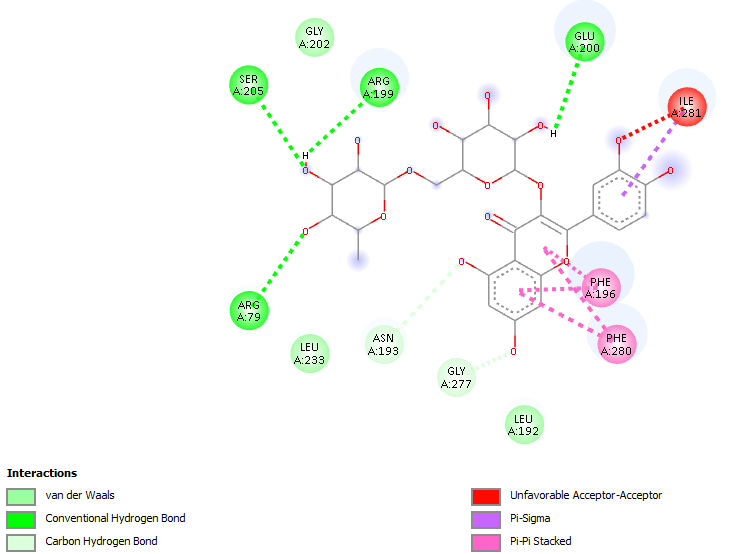 GLY
A:202
GLU
A:200
SER
A:205
ARG
A:199
ILE
A:281
H
O
O
O
O
O
O
H
O
O
O
O
O
O
O
O
O
O
PHE
A:196
ARG
A:79
LEU
A:233
ASN
A:193
PHE
A:280
O
GLY
A:277
LEU
A:192
Interactions
van der Waals
Conventional Hydrogen Bond
Carbon Hydrogen Bond
Unfavorable Acceptor-Acceptor
Pi-Sigma
Pi-Pi Stacked